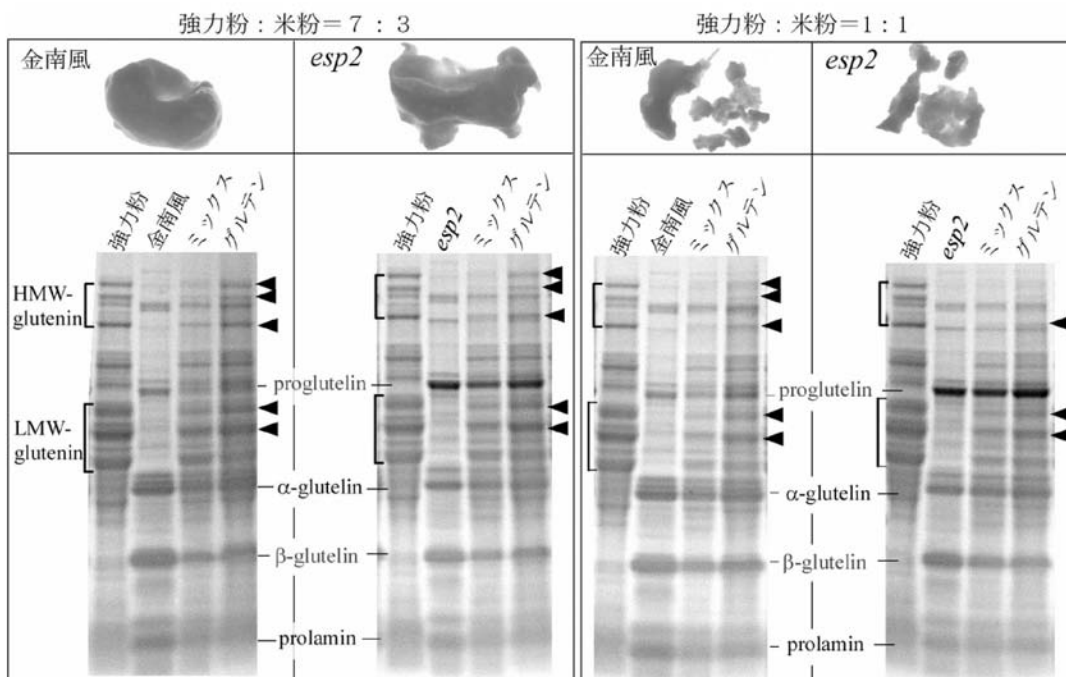 強力粉：米粉＝７：３
強力粉：米粉＝1：1
金南風
esp2
金南風
esp2
強力粉
金南風
ミックス
グルテン
強力粉
esp2
ミックス
グルテン
強力粉
金南風
ミックス
グルテン
強力粉
esp2
ミックス
グルテン
HMW-
glutenin
LMW-
glutenin
proglutelin
α-glutelin
β-glutelin
prolamin
proglutelin
α-glutelin
β-glutelin
prolamin